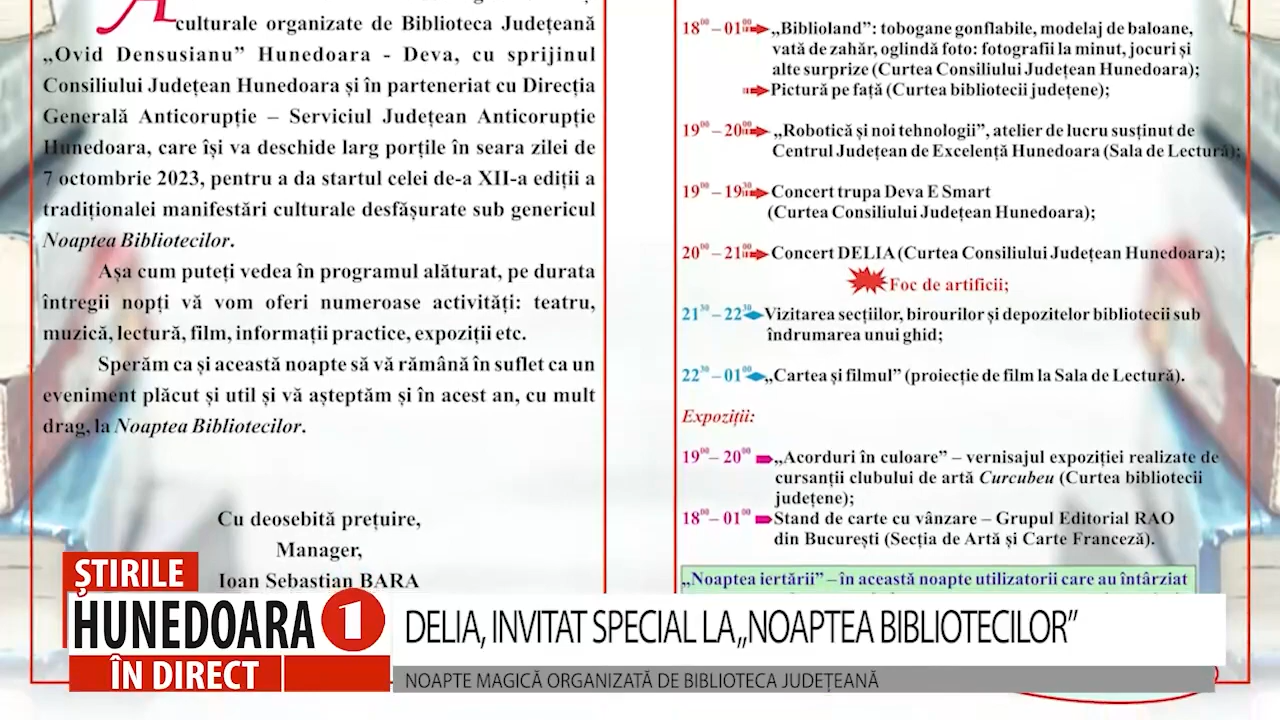 culturale organizate de Biblioteca Județeană
„Ovid Densusianu” Hunedoara - Deva, cu sprijinul
Consiliului Județean Hunedoara și în parteneriat cu Direcția
Generală Anticorupție – Serviciul Județean Anticorupție
Hunedoara, care își va deschide larg porțile în seara zilei de
7 octombrie 2023, pentru a da startul celei de-a XII-a ediții a
tradiționalei manifestări culturale desfășurate sub genericul
Noaptea Bibliotecilor.
Așa cum puteți vedea în programul alăturat, pe durata
întregii nopți vă vom oferi numeroase activități: teatru,
muzică, lectură, film, informații practice, expoziții etc.
Sperăm ca și această noapte să vă rămână în suflet ca un
eveniment plăcut și util și vă așteptăm și în acest an, cu mult
drag, la Noaptea Bibliotecilor.
Cu deosebită prețuire,
Manager,
Ioan Sebastian BARA
18⁰⁰ – 01⁰⁰ „Biblioland”: tobogane gonflabile, modelaj de baloane,
vată de zahăr, oglindă foto: fotografii la minut, jocuri și
alte surprize (Curtea Consiliului Județean Hunedoara);
Pictură pe față (Curtea bibliotecii județene);
19⁰⁰ – 20⁰⁰ „Robotică și noi tehnologii”, atelier de lucru susținut de
Centrul Județean de Excelență Hunedoara (Sala de Lectură);
19⁰⁰ – 19³⁰ Concert trupa Deva E Smart
(Curtea Consiliului Județean Hunedoara);
20⁰⁰ – 21⁰⁰ Concert DELIA (Curtea Consiliului Județean Hunedoara);
Foc de artificii;
21³⁰ – 22³⁰ Vizitarea secțiilor, birourilor și depozitelor bibliotecii sub
îndrumarea unui ghid;
22³⁰ – 01⁰⁰ „Cartea și filmul” (proiecție de film la Sala de Lectură).
Expoziții:
19⁰⁰ – 20⁰⁰ „Acorduri în culoare” – vernisajul expoziției realizate de
cursanții clubului de artă Curcubeu (Curtea bibliotecii
județene);
18⁰⁰ – 01⁰⁰ Stand de carte cu vânzare – Grupul Editorial RAO
din București (Secția de Artă și Carte Franceză).
„Noaptea iertării” – în această noapte utilizatorii care au întârziat
ȘTIRILE
HUNEDOARA 1
ÎN DIRECT
DELIA, INVITAT SPECIAL LA „NOAPTEA BIBLIOTECILOR”
NOAPTE MAGICĂ ORGANIZATĂ DE BIBLIOTECA JUDEȚEANĂ